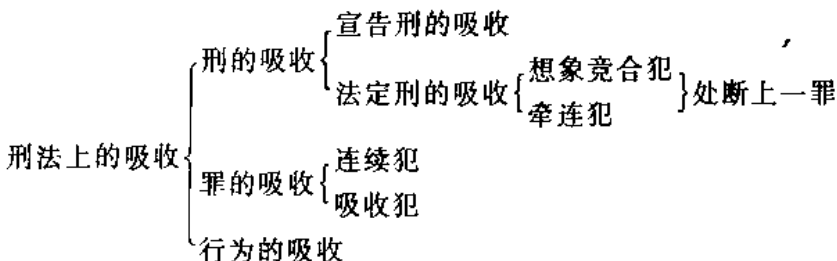 宣告刑的吸收
刑的吸收
想象竞合犯
法定刑的吸收
处断上一罪
牵连犯
刑法上的吸收
连续犯
罪的吸收
吸收犯
行为的吸收